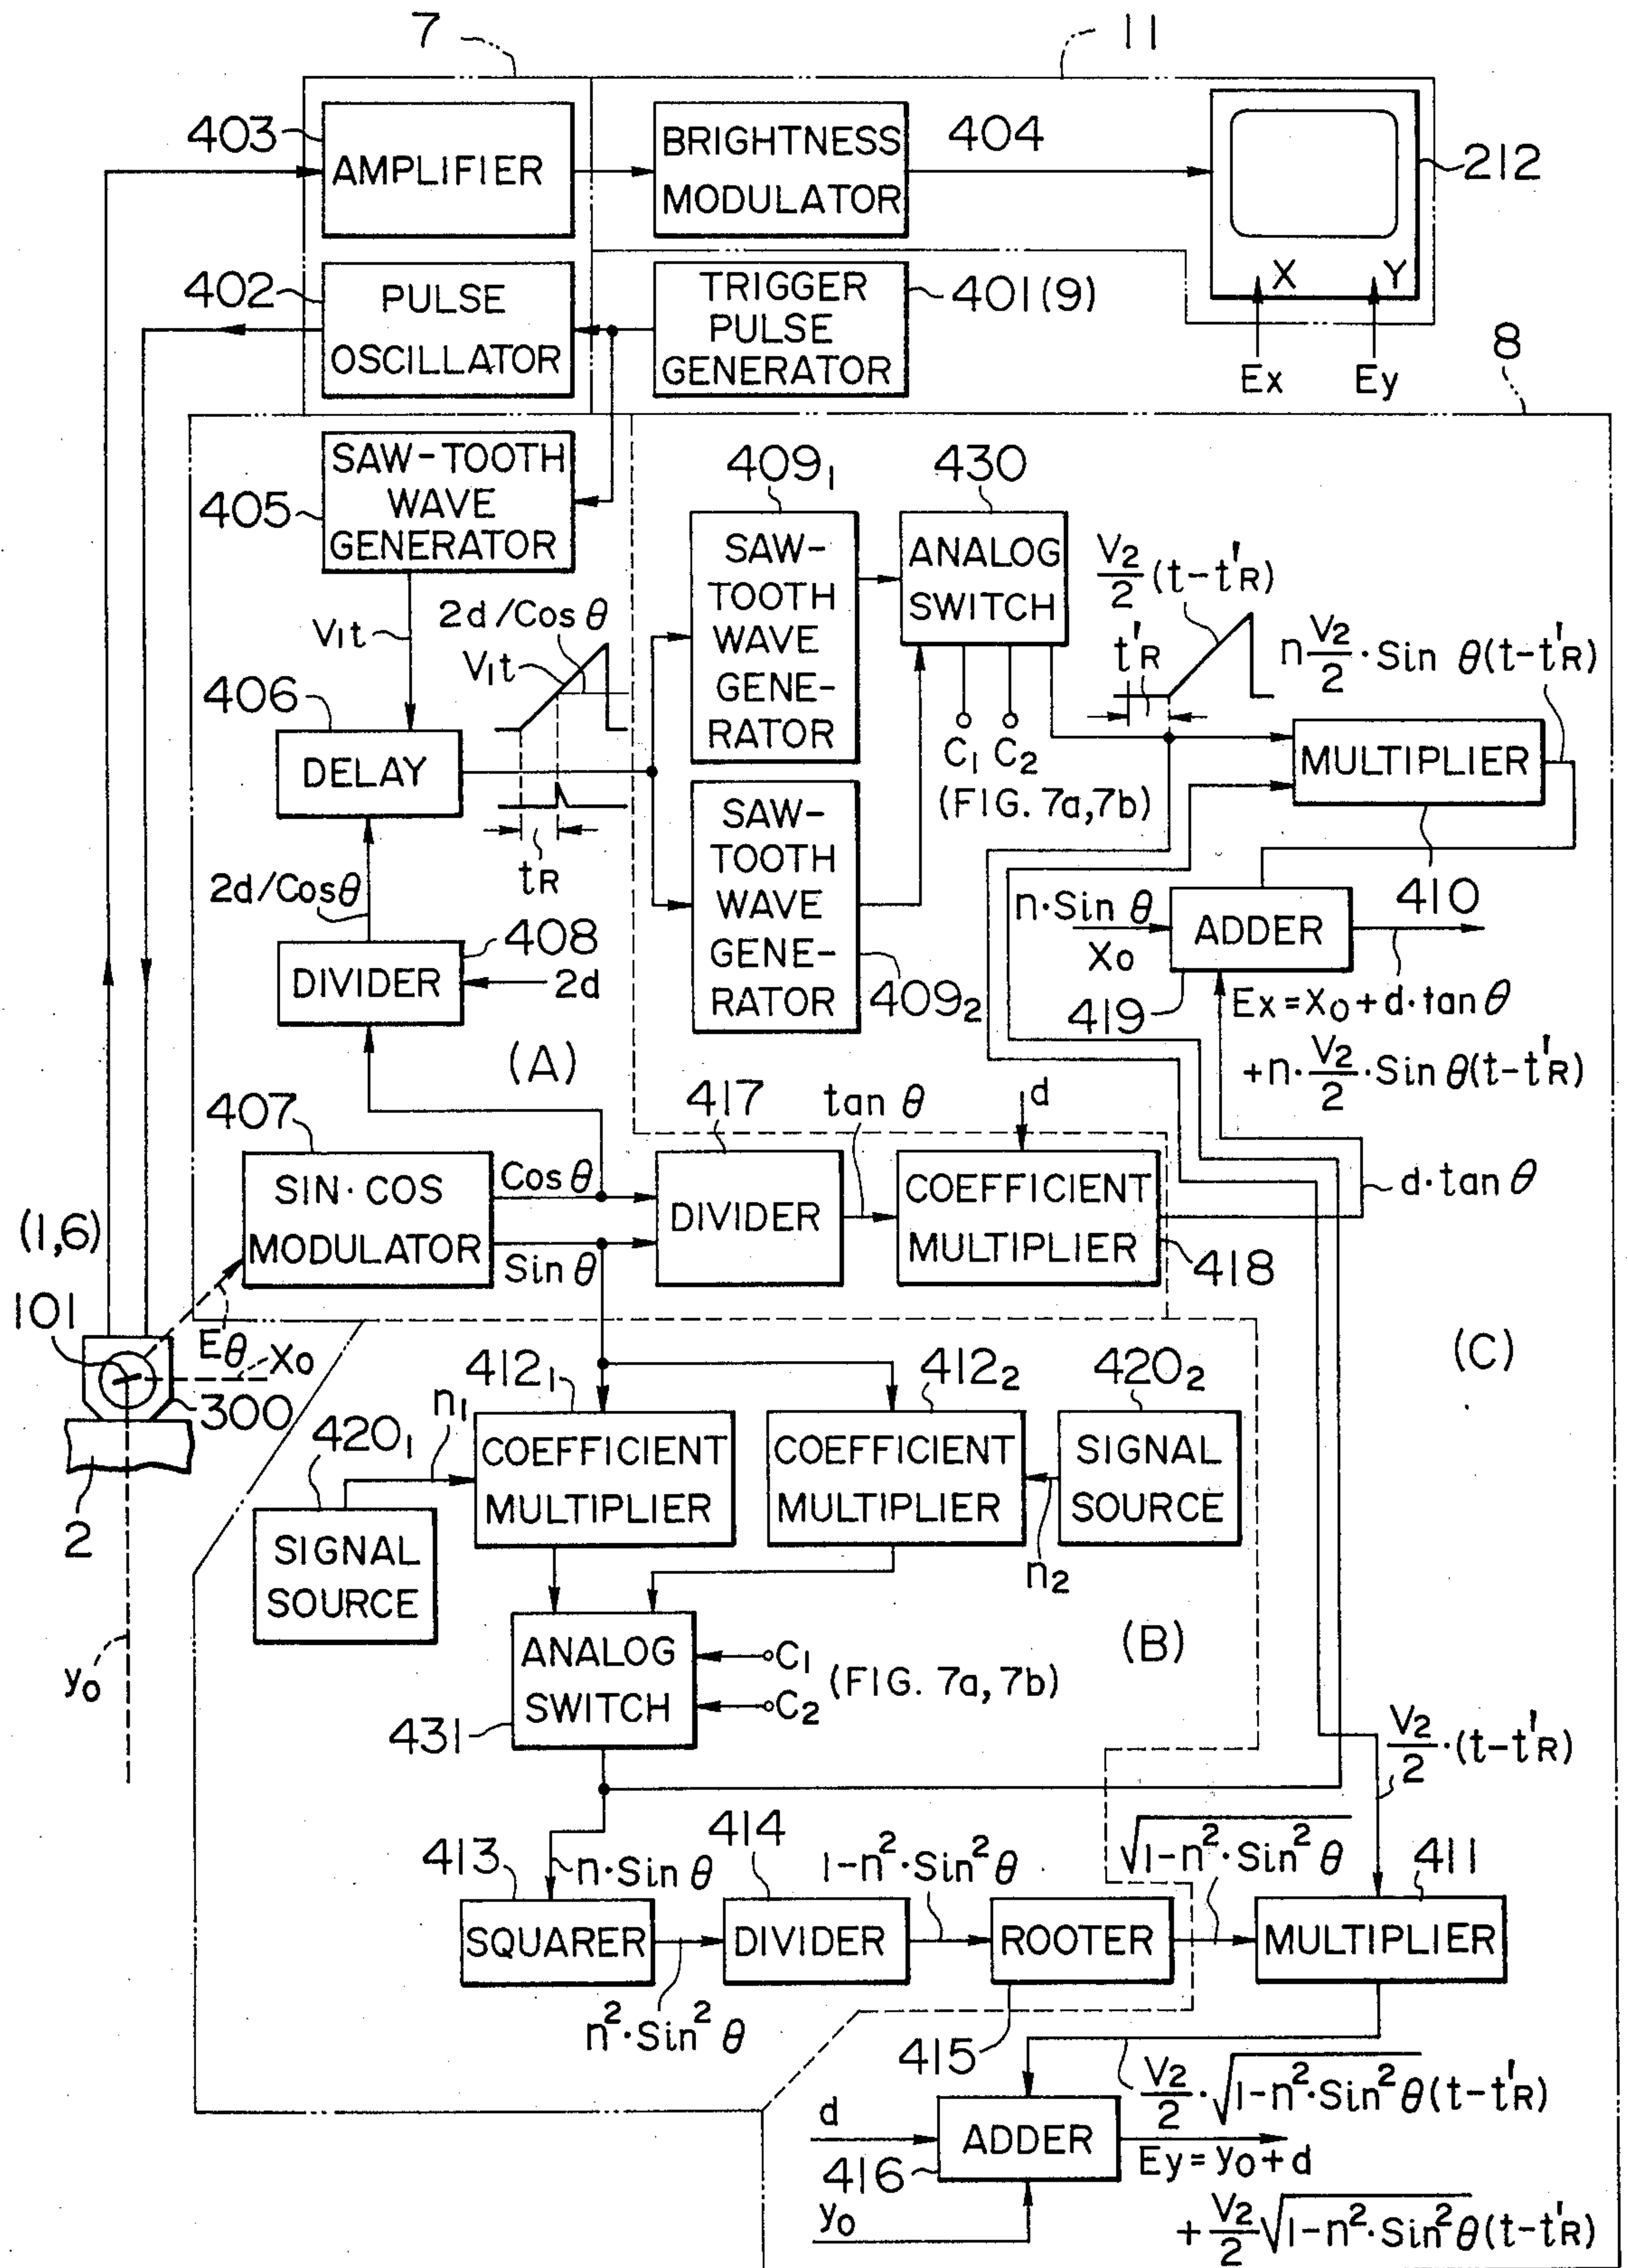 7
11
403
AMPLIFIER
BRIGHTNESS
MODULATOR
404
212
X Y
Ex Ey
402
PULSE
OSCILLATOR
TRIGGER
PULSE
GENERATOR
401(9)
8
405
SAW-TOOTH
WAVE
GENERATOR
V₁t
409₁
SAW-
TOOTH
WAVE
GENE-
RATOR
430
ANALOG
SWITCH
C₁ C₂
(FIG. 7a, 7b)
V₂/2 (t-t'R)
t'R
n V₂/2 · Sin θ(t-t'R)
MULTIPLIER
410
406
DELAY
2d/Cos θ
V₁t
tR
SAW-
TOOTH
WAVE
GENE-
RATOR
409₂
2d/Cosθ
408
DIVIDER
2d
(A)
n·Sin θ
X₀
ADDER
419
Ex=X₀+d·tanθ
+n·V₂/2·Sin θ(t-t'R)
407
SIN·COS
MODULATOR
Cosθ
Sinθ
417
DIVIDER
tan θ
d
COEFFICIENT
MULTIPLIER
418
d·tanθ
(1,6)
101
Eθ
X₀
300
2
y₀
(C)
412₁
COEFFICIENT
MULTIPLIER
412₂
COEFFICIENT
MULTIPLIER
420₂
SIGNAL
SOURCE
n₁
420₁
SIGNAL
SOURCE
n₂
ANALOG
SWITCH
431
C₁
C₂
(FIG. 7a, 7b)
(B)
V₂/2·(t-t'R)
413
n·Sin θ
SQUARER
n²·Sin² θ
414
DIVIDER
1-n²·Sin²θ
ROOTER
415
√1-n²·Sin²θ
411
MULTIPLIER
V₂/2·√1-n²·Sin²θ(t-t'R)
d
ADDER
416
y₀
Ey=y₀+d
+V₂/2√1-n²·Sin²θ(t-t'R)